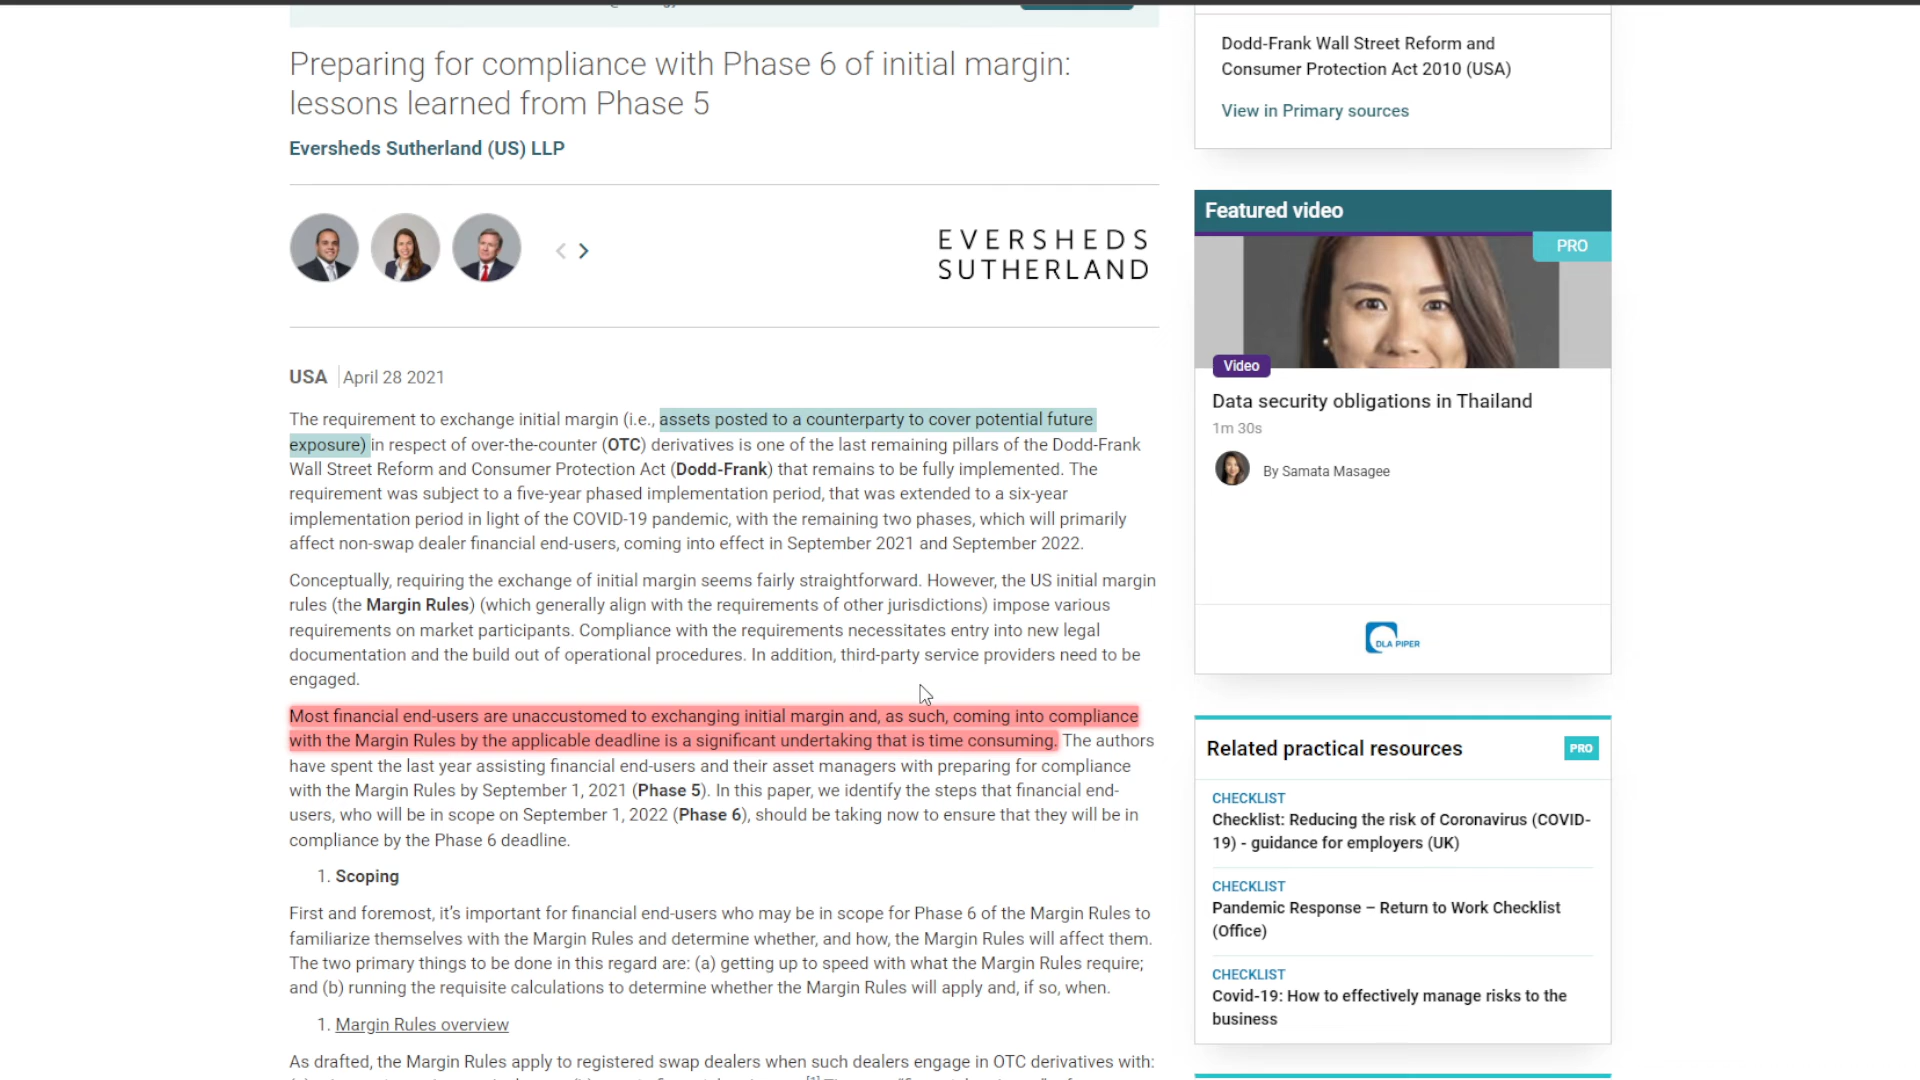 Preparing for compliance with Phase 6 of initial margin:
lessons learned from Phase 5
Eversheds Sutherland (US) LLP
EVERSHEDS
SUTHERLAND
USA | April 28 2021
The requirement to exchange initial margin (i.e., assets posted to a counterparty to cover potential future
exposure) in respect of over-the-counter (OTC) derivatives is one of the last remaining pillars of the Dodd-Frank
Wall Street Reform and Consumer Protection Act (Dodd-Frank) that remains to be fully implemented. The
requirement was subject to a five-year phased implementation period, that was extended to a six-year
implementation period in light of the COVID-19 pandemic, with the remaining two phases, which will primarily
affect non-swap dealer financial end-users, coming into effect in September 2021 and September 2022.
Conceptually, requiring the exchange of initial margin seems fairly straightforward. However, the US initial margin
rules (the Margin Rules) (which generally align with the requirements of other jurisdictions) impose various
requirements on market participants. Compliance with the requirements necessitates entry into new legal
documentation and the build out of operational procedures. In addition, third-party service providers need to be
engaged.
Most financial end-users are unaccustomed to exchanging initial margin and, as such, coming into compliance
with the Margin Rules by the applicable deadline is a significant undertaking that is time consuming. The authors
have spent the last year assisting financial end-users and their asset managers with preparing for compliance
with the Margin Rules by September 1, 2021 (Phase 5). In this paper, we identify the steps that financial end-
users, who will be in scope on September 1, 2022 (Phase 6), should be taking now to ensure that they will be in
compliance by the Phase 6 deadline.
1. Scoping
First and foremost, it's important for financial end-users who may be in scope for Phase 6 of the Margin Rules to
familiarize themselves with the Margin Rules and determine whether, and how, the Margin Rules will affect them.
The two primary things to be done in this regard are: (a) getting up to speed with what the Margin Rules require;
and (b) running the requisite calculations to determine whether the Margin Rules will apply and, if so, when.
1. Margin Rules overview
As drafted, the Margin Rules apply to registered swap dealers when such dealers engage in OTC derivatives with:
Dodd-Frank Wall Street Reform and
Consumer Protection Act 2010 (USA)
View in Primary sources
Featured video
PRO
Video
Data security obligations in Thailand
1m 30s
By Samata Masagee
DLA PIPER
Related practical resources
PRO
CHECKLIST
Checklist: Reducing the risk of Coronavirus (COVID-
19) - guidance for employers (UK)
CHECKLIST
Pandemic Response – Return to Work Checklist
(Office)
CHECKLIST
Covid-19: How to effectively manage risks to the
business